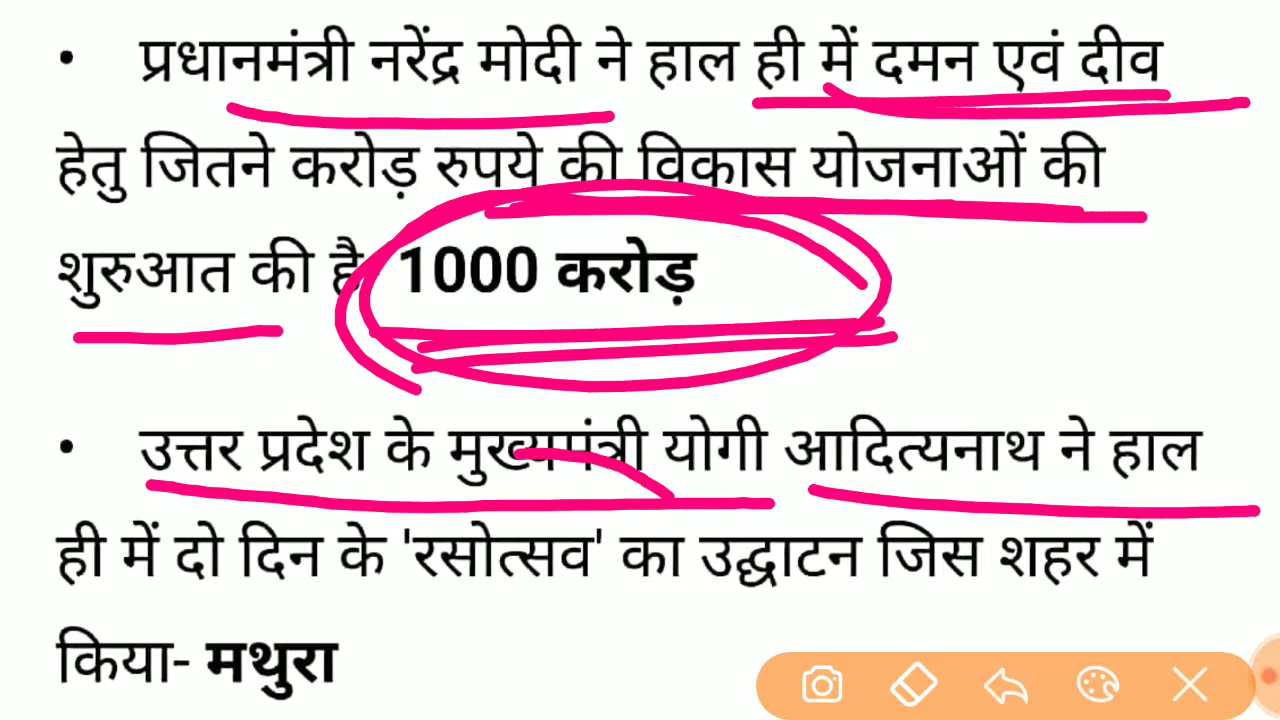 • प्रधानमंत्री नरेंद्र मोदी ने हाल ही में दमन एवं दीव
हेतु जितने करोड़ रुपये की विकास योजनाओं की
शुरुआत की है 1000 करोड़
• उत्तर प्रदेश के मुख्यमंत्री योगी आदित्यनाथ ने हाल
ही में दो दिन के 'रसोत्सव' का उद्घाटन जिस शहर में
किया- मथुरा